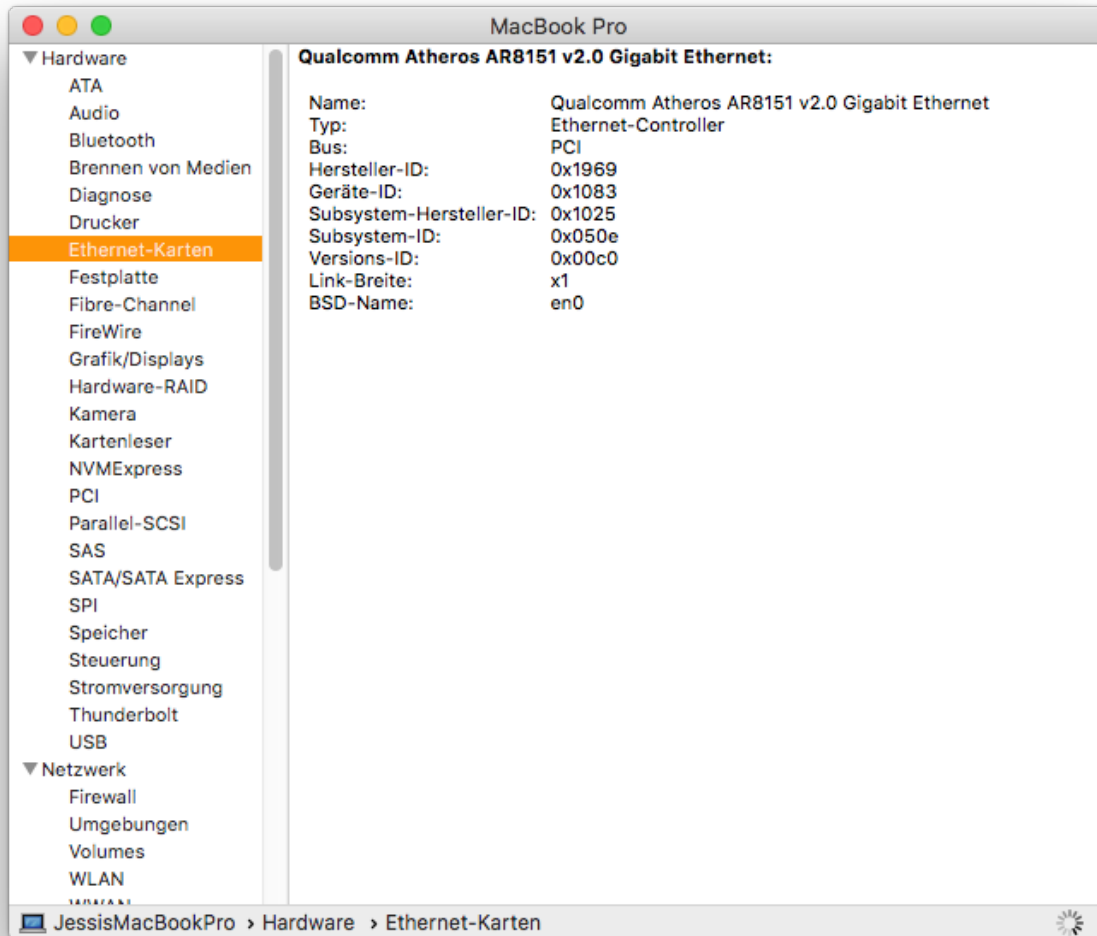 MacBook Pro
Hardware
ATA
Audio
Bluetooth
Brennen von Medien
Diagnose
Drucker
Ethernet-Karten
Festplatte
Fibre-Channel
FireWire
Grafik/Displays
Hardware-RAID
Kamera
Kartenleser
NVMExpress
PCI
Parallel-SCSI
SAS
SATA/SATA Express
SPI
Speicher
Steuerung
Stromversorgung
Thunderbolt
USB
Netzwerk
Firewall
Umgebungen
Volumes
WLAN
WWAN
Qualcomm Atheros AR8151 v2.0 Gigabit Ethernet:
Name: Qualcomm Atheros AR8151 v2.0 Gigabit Ethernet
Typ: Ethernet-Controller
Bus: PCI
Hersteller-ID: 0x1969
Geräte-ID: 0x1083
Subsystem-Hersteller-ID: 0x1025
Subsystem-ID: 0x050e
Versions-ID: 0x00c0
Link-Breite: x1
BSD-Name: en0
JessisMacBookPro › Hardware › Ethernet-Karten